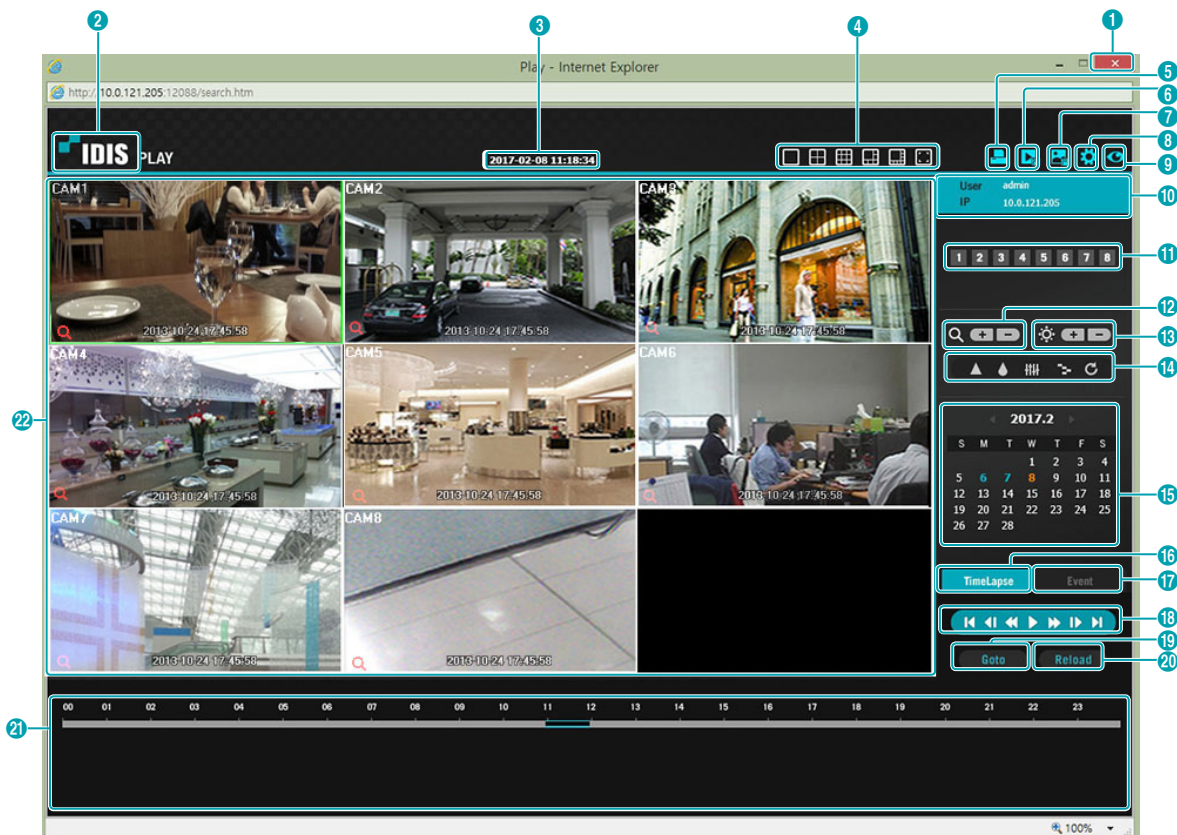 2
3
4
1
Play - Internet Explorer
http://10.0.121.205:12088/search.htm
5
6
7
8
9
IDIS PLAY
2017-02-08 11:18:34
User admin
IP 10.0.121.205
10
CAM1
CAM2
CAM3
1 2 3 4 5 6 7 8
11
12
2013-10-24 17:45:58
2013-10-24 17:45:58
2013-10-24 17:45:58
13
14
CAM4
CAM5
CAM6
22
2017.2
S M T W T F S
1 2 3 4
5 6 7 8 9 10 11
12 13 14 15 16 17 18
19 20 21 22 23 24 25
26 27 28
15
2013-10-24 17:45:58
2013-10-24 17:45:58
2013-10-24 17:45:58
CAM7
CAM8
16
TimeLapse
Event
17
18
19
2013-10-24 17:45:58
2013-10-24 17:45:58
Goto
Reload
20
00 01 02 03 04 05 06 07 08 09 10 11 12 13 14 15 16 17 18 19 20 21 22 23
21
100%